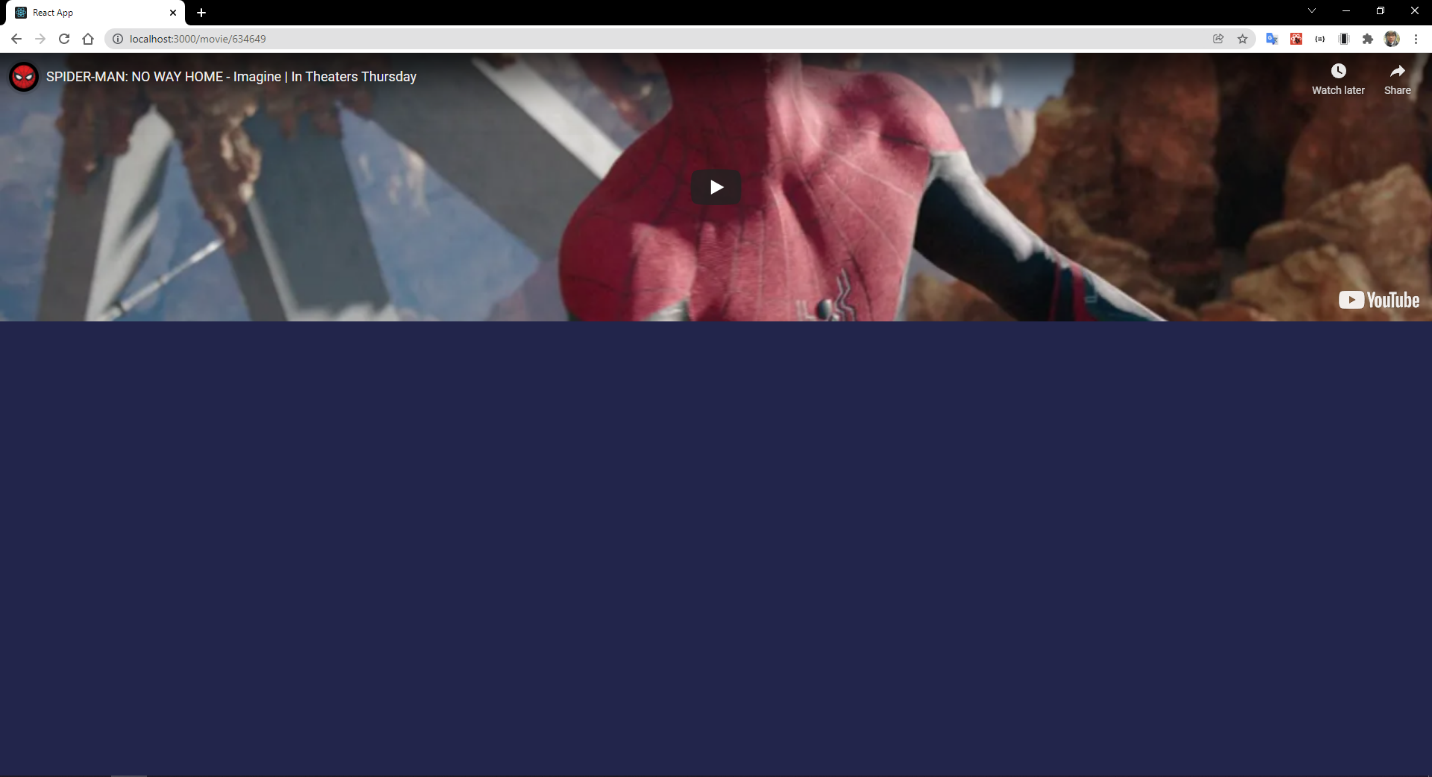 React App
localhost:3000/movie/634649
SPIDER-MAN: NO WAY HOME - Imagine | In Theaters Thursday
Watch later
Share
YouTube